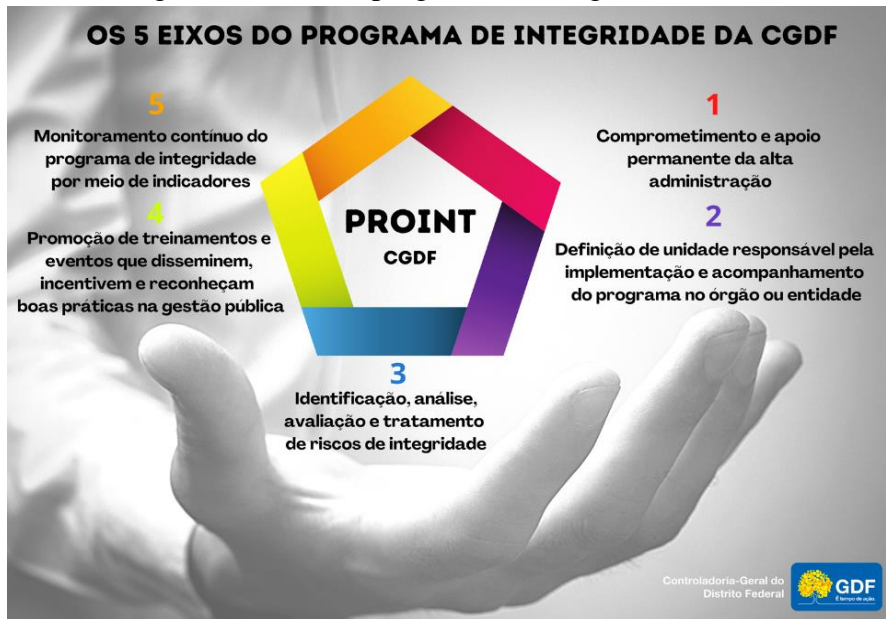 OS 5 EIXOS DO PROGRAMA DE INTEGRIDADE DA CGDF
1
Comprometimento e apoio
permanente da alta
administração
2
Definição de unidade responsável pela
implementação e acompanhamento
do programa no órgão ou entidade
3
Identificação, análise,
avaliação e tratamento
de riscos de integridade
4
Promoção de treinamentos e
eventos que disseminem,
incentivem e reconheçam
boas práticas na gestão pública
5
Monitoramento contínuo do
programa de integridade
por meio de indicadores
PROINT
CGDF
Controladoria-Geral do
Distrito Federal
GDF
É tempo de ação.